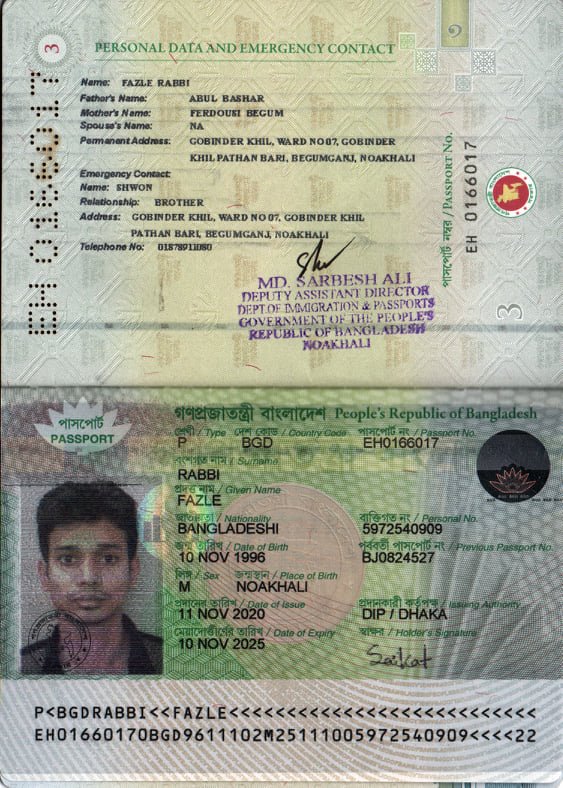 3
PERSONAL DATA AND EMERGENCY CONTACT
Name: FAZLE RABBI
Father's Name: ABUL BASHAR
Mother's Name: FERDOUSI BEGUM
Spouse's Name: NA
Permanent Address: GOBINDER KHIL, WARD NO 07, GOBINDER
KHIL PATHAN BARI, BEGUMGANJ, NOAKHALI
Emergency Contact:
Name: SHWON
Relationship: BROTHER
Address: GOBINDER KHIL, WARD NO 07, GOBINDER KHIL
PATHAN BARI, BEGUMGANJ, NOAKHALI
Telephone No: 01878911080
EH 0166017
পাসপোর্ট নম্বর / PASSPORT No.
EH 0166017
3
MD. SARBESH ALI
DEPUTY ASSISTANT DIRECTOR
DEPT. OF IMMIGRATION & PASSPORTS
GOVERNMENT OF THE PEOPLE'S
REPUBLIC OF BANGLADESH
NOAKHALI
গণপ্রজাতন্ত্রী বাংলাদেশ People's Republic of Bangladesh
পাসপোর্ট
PASSPORT
শ্রেণী / Type দেশ কোড / Country Code পাসপোর্ট নং / Passport No.
P BGD EH0166017
বংশগত নাম / Surname
RABBI
প্রদত্ত নাম / Given Name
FAZLE
জাতীয়তা / Nationality ব্যক্তিগত নং / Personal No.
BANGLADESHI 5972540909
জন্ম তারিখ / Date of Birth পূর্ববর্তী পাসপোর্ট নং / Previous Passport No.
10 NOV 1996 BJ0824527
লিঙ্গ / Sex জন্মস্থান / Place of Birth
M NOAKHALI
প্রদানের তারিখ / Date of Issue প্রদানকারী কর্তৃপক্ষ / Issuing Authority
11 NOV 2020 DIP / DHAKA
মেয়াদোত্তীর্ণের তারিখ / Date of Expiry স্বাক্ষর / Holder's Signature
10 NOV 2025
Saikat
P<BGDRABBI<<FAZLE<<<<<<<<<<<<<<<<<<<<<<<<<<<
EH01660170BGD9611102M25111005972540909<<<<22